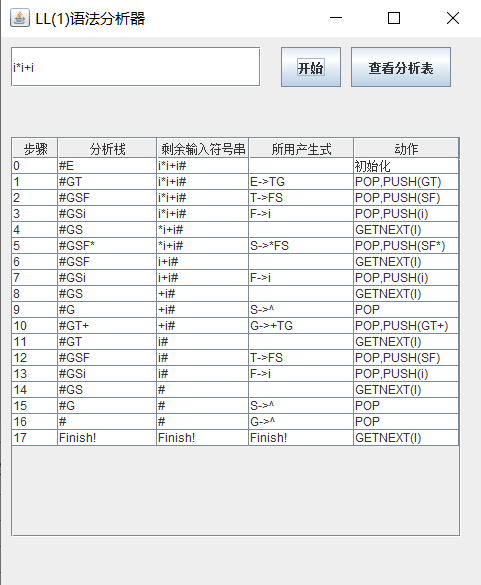 LL(1)语法分析器
i*i+i 开始 查看分析表
步骤 分析栈 剩余输入符号串 所用产生式 动作
0 #E i*i+i# 初始化
1 #GT i*i+i# E->TG POP,PUSH(GT)
2 #GSF i*i+i# T->FS POP,PUSH(SF)
3 #GSi i*i+i# F->i POP,PUSH(i)
4 #GS *i+i# GETNEXT(I)
5 #GSF* *i+i# S->*FS POP,PUSH(SF*)
6 #GSF i+i# GETNEXT(I)
7 #GSi i+i# F->i POP,PUSH(i)
8 #GS +i# GETNEXT(I)
9 #G +i# S->^ POP
10 #GT+ +i# G->+TG POP,PUSH(GT+)
11 #GT i# GETNEXT(I)
12 #GSF i# T->FS POP,PUSH(SF)
13 #GSi i# F->i POP,PUSH(i)
14 #GS # GETNEXT(I)
15 #G # S->^ POP
16 # # G->^ POP
17 Finish! Finish! Finish! GETNEXT(I)